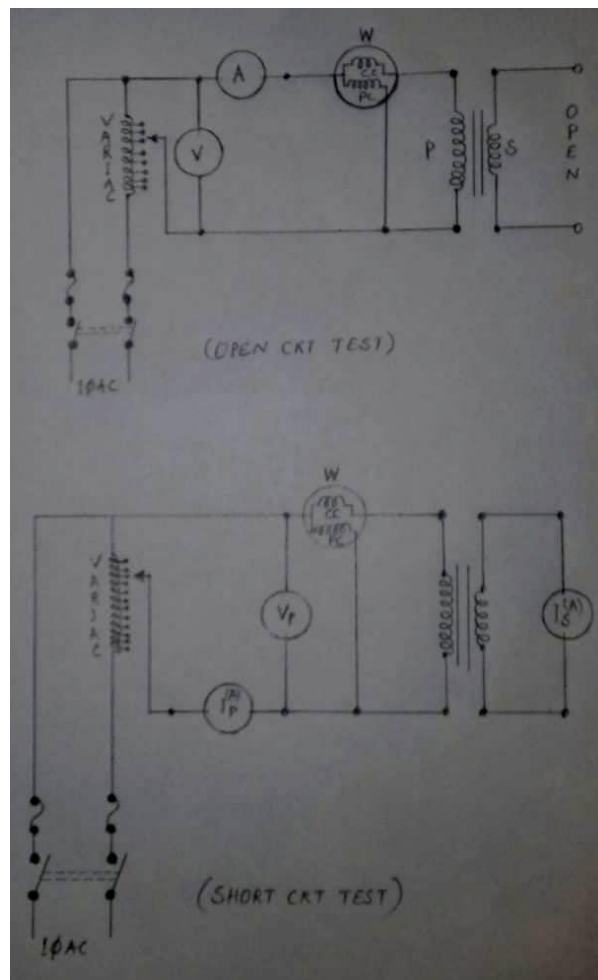 W
A
CC
PC
VARIAC
V
P
S
OPEN
(OPEN CKT TEST)
1ϕAC
W
CC
PC
VARIAC
VP
IS(A)
IP(A)
(SHORT CKT TEST)
1ϕAC